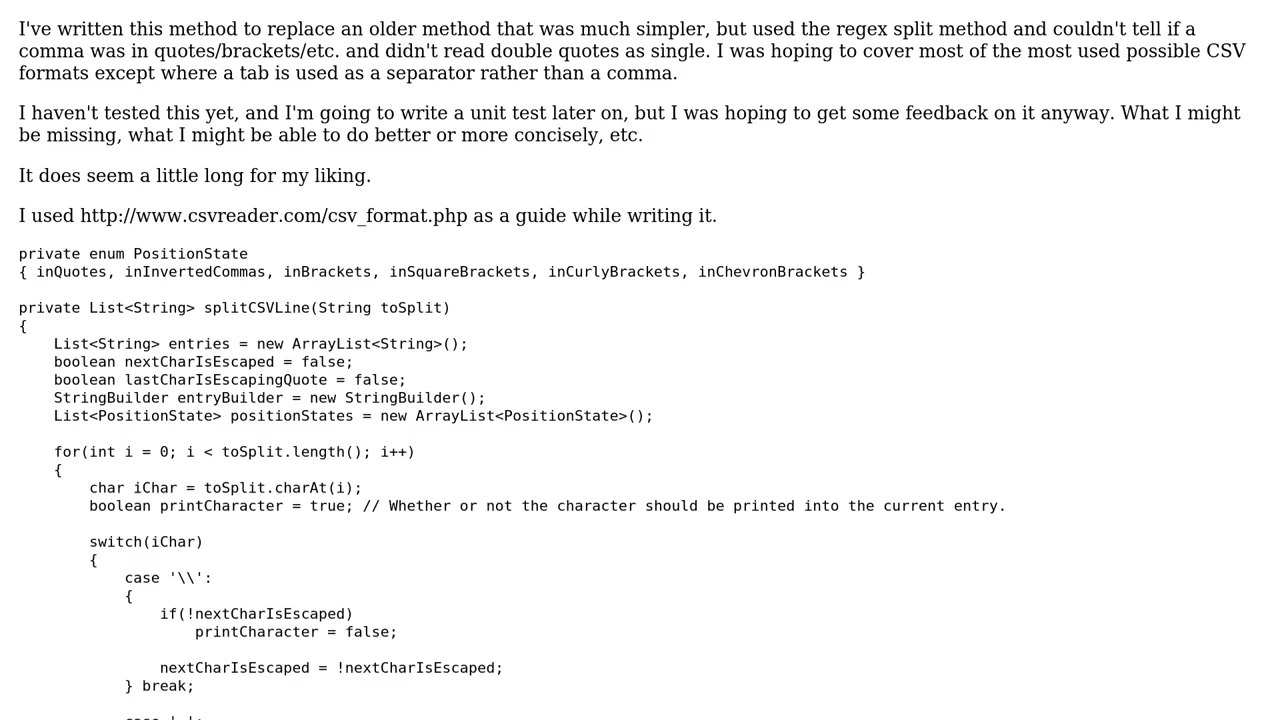 I've written this method to replace an older method that was much simpler, but used the regex split method and couldn't tell if a
comma was in quotes/brackets/etc. and didn't read double quotes as single. I was hoping to cover most of the most used possible CSV
formats except where a tab is used as a separator rather than a comma.
I haven't tested this yet, and I'm going to write a unit test later on, but I was hoping to get some feedback on it anyway. What I might
be missing, what I might be able to do better or more concisely, etc.
It does seem a little long for my liking.
I used http://www.csvreader.com/csv_format.php as a guide while writing it.
private enum PositionState
{ inQuotes, inInvertedCommas, inBrackets, inSquareBrackets, inCurlyBrackets, inChevronBrackets }
private List<String> splitCSVLine(String toSplit)
{
    List<String> entries = new ArrayList<String>();
    boolean nextCharIsEscaped = false;
    boolean lastCharIsEscapingQuote = false;
    StringBuilder entryBuilder = new StringBuilder();
    List<PositionState> positionStates = new ArrayList<PositionState>();
    for(int i = 0; i < toSplit.length(); i++)
    {
        char iChar = toSplit.charAt(i);
        boolean printCharacter = true; // Whether or not the character should be printed into the current entry.
        switch(iChar)
        {
            case '\\':
            {
                if(!nextCharIsEscaped)
                    printCharacter = false;
                nextCharIsEscaped = !nextCharIsEscaped;
            } break;